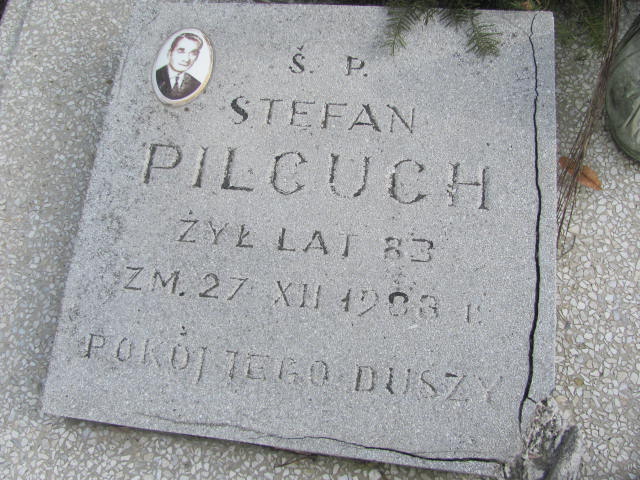 Ś. P.
STEFAN
PILCUCH
ŻYŁ LAT 83
ZM. 27 XII 1983 r.
POKÓJ JEGO DUSZY